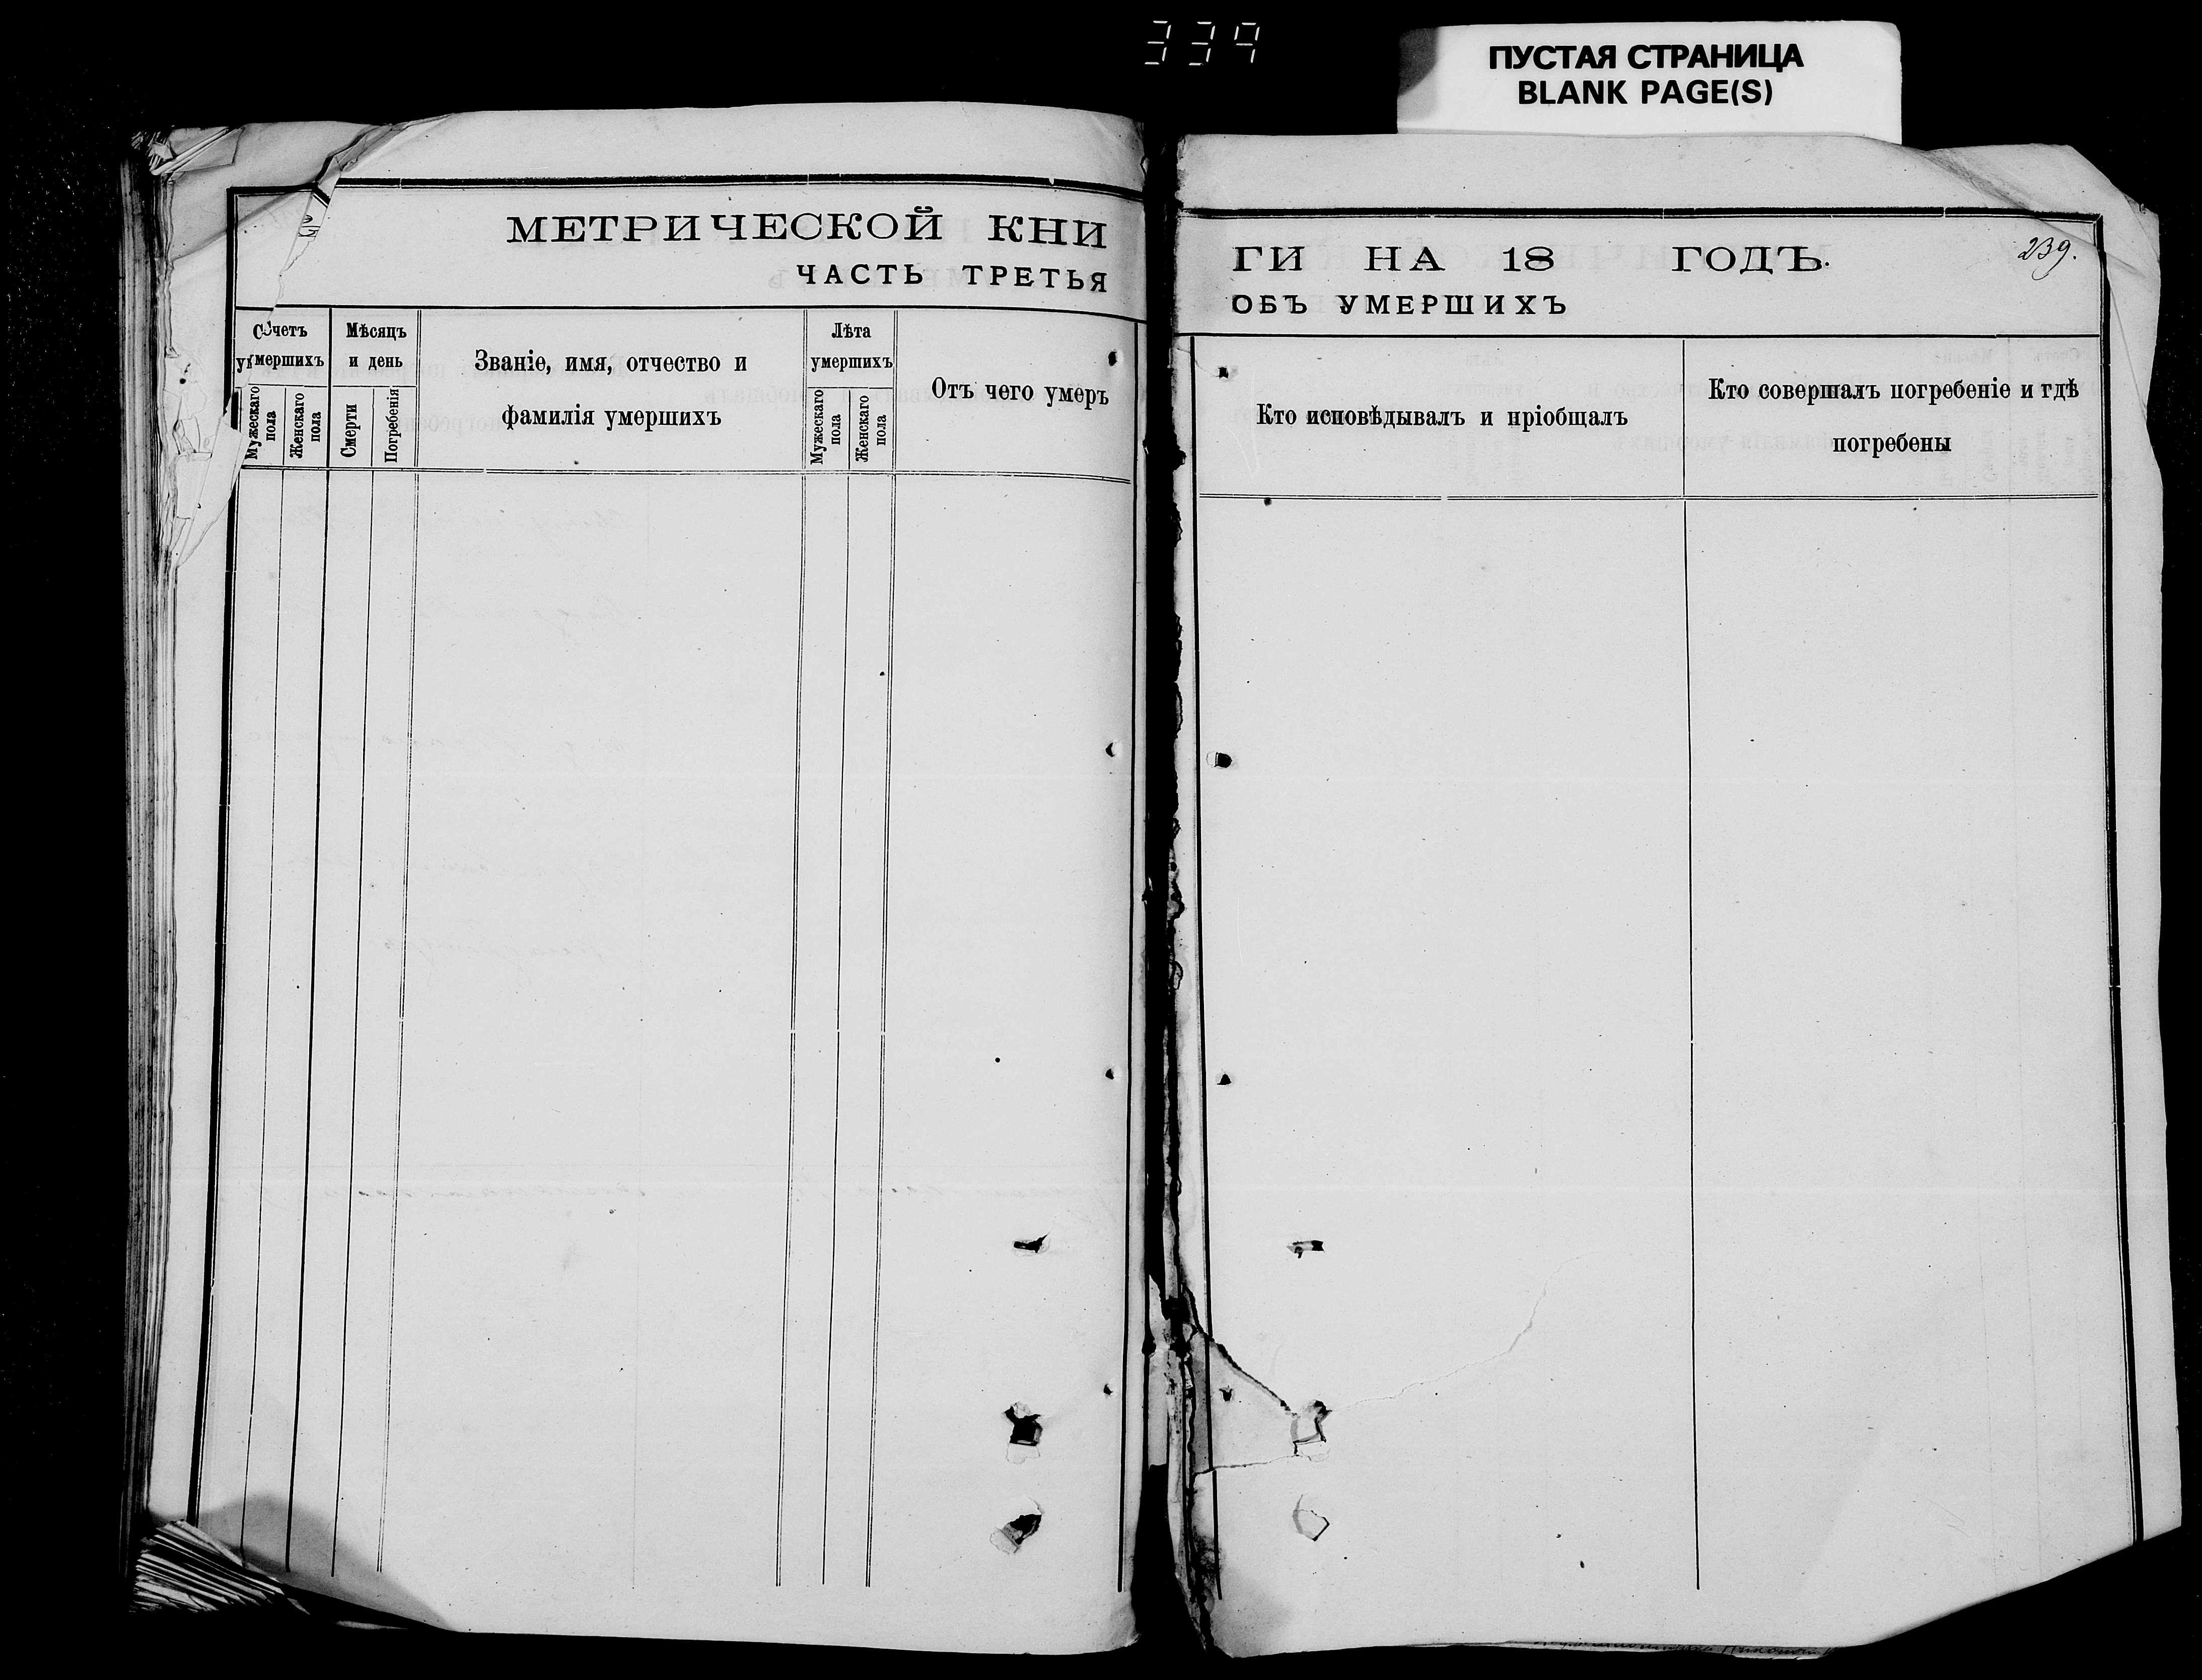 339
ПУСТАЯ СТРАНИЦА
BLANK PAGE(S)
МЕТРИЧЕСКОЙ КНИ
ЧАСТЬ ТРЕТЬЯ
Счетъ
умершихъ
Мужескаго пола
Женскаго пола
Мѣсяцъ
и день
Смерти
Погребенія
Званіе, имя, отчество и
фамилія умершихъ
Лѣта
умершихъ
Мужескаго пола
Женскаго пола
Отъ чего умеръ
ГИ НА 18 ГОДЪ.
239.
ОБЪ УМЕРШИХЪ
Кто исповѣдывалъ и пріобщалъ
Кто совершалъ погребеніе и гдѣ
погребены